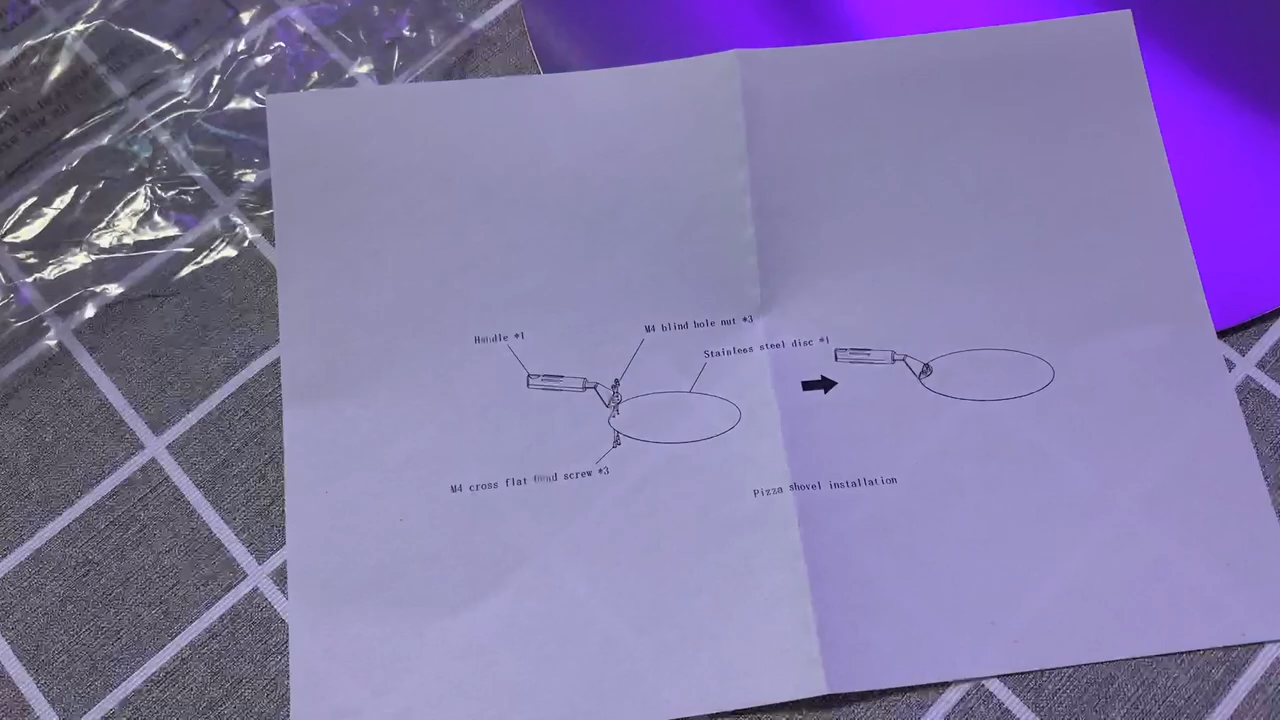 Handle *1
M4 blind hole nut *3
Stainless steel disc *1
M4 cross flat head screw *3
Pizza shovel installation